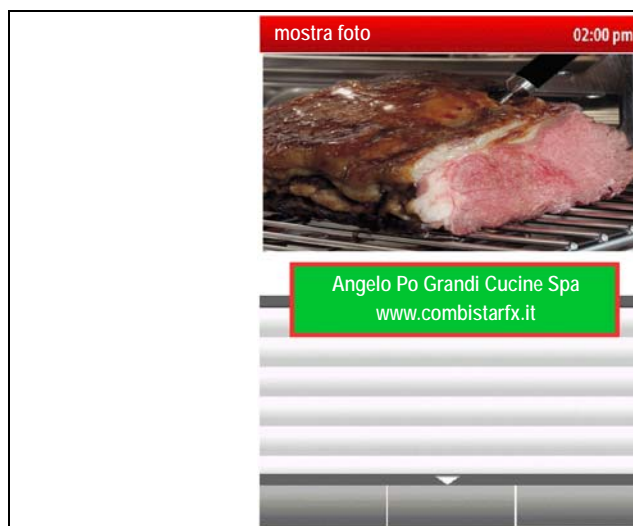 mostra foto
02:00 pm
Angelo Po Grandi Cucine Spa
www.combistarfx.it